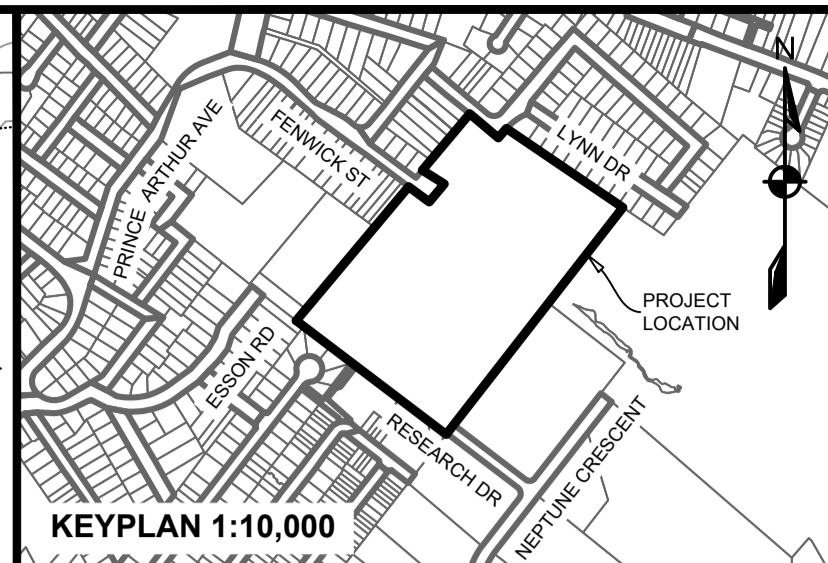 N
FENWICK ST
LYNN DR
PRINCE ARTHUR AVE
PROJECT
LOCATION
ESSON RD
RESEARCH DR
NEPTUNE CRESCENT
KEYPLAN 1:10,000